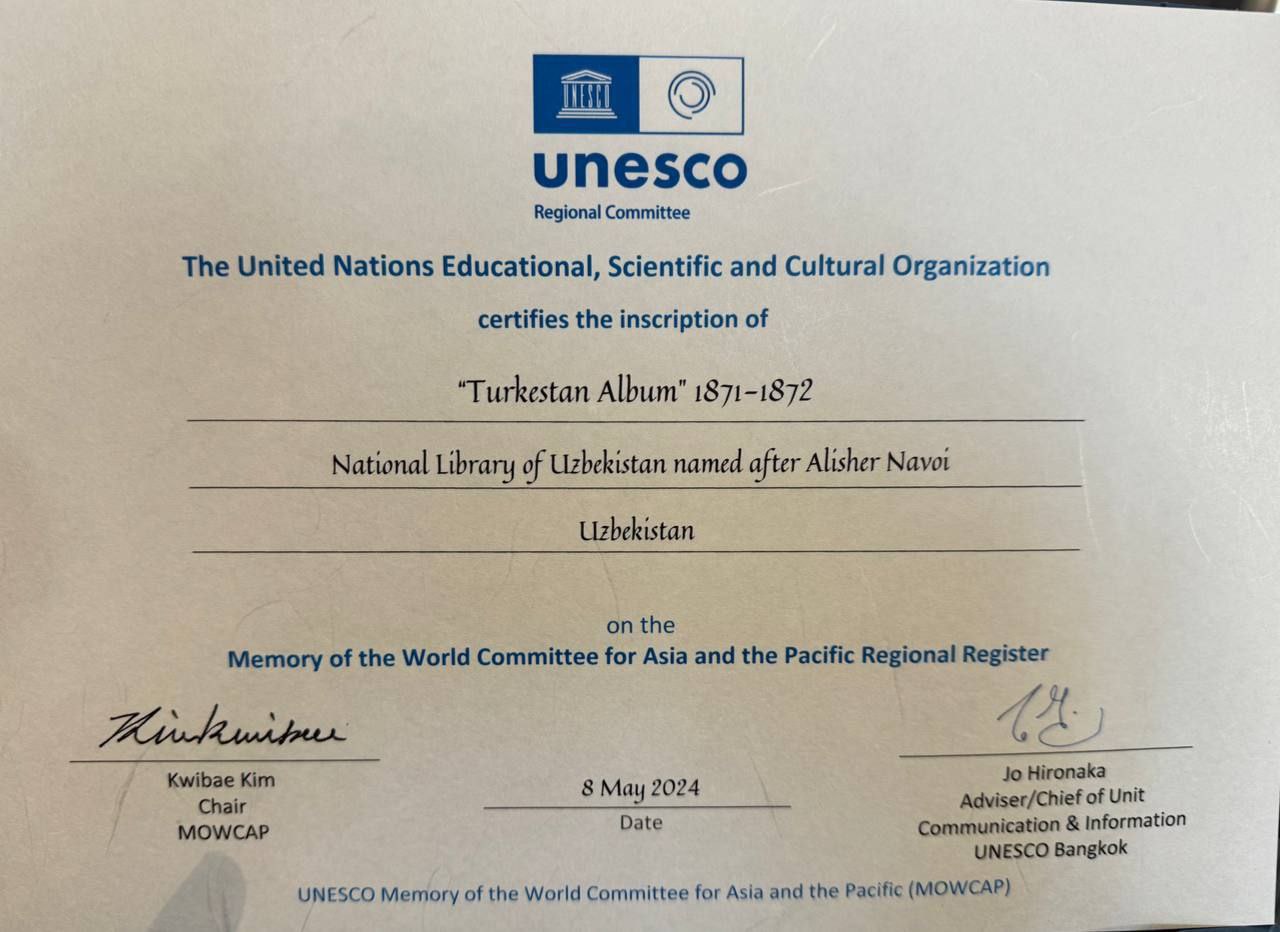 UNESCO
unesco
Regional Committee
The United Nations Educational, Scientific and Cultural Organization
certifies the inscription of
“Turkestan Album" 1871–1872
National Library of Uzbekistan named after Alisher Navoi
Uzbekistan
on the
Memory of the World Committee for Asia and the Pacific Regional Register
Kwibae Kim
Chair
MOWCAP
8 May 2024
Date
Jo Hironaka
Adviser/Chief of Unit
Communication & Information
UNESCO Bangkok
UNESCO Memory of the World Committee for Asia and the Pacific (MOWCAP)